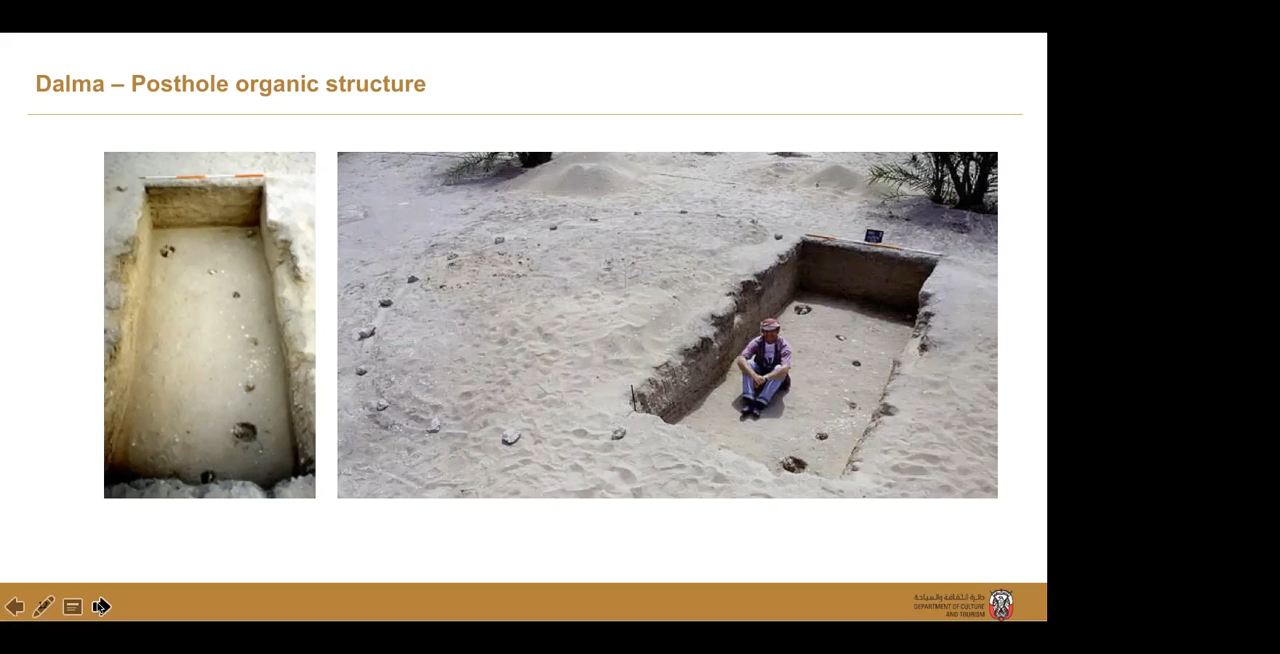 Dalma – Posthole organic structure
دائرة الثقافة والسياحة
DEPARTMENT OF CULTURE
AND TOURISM